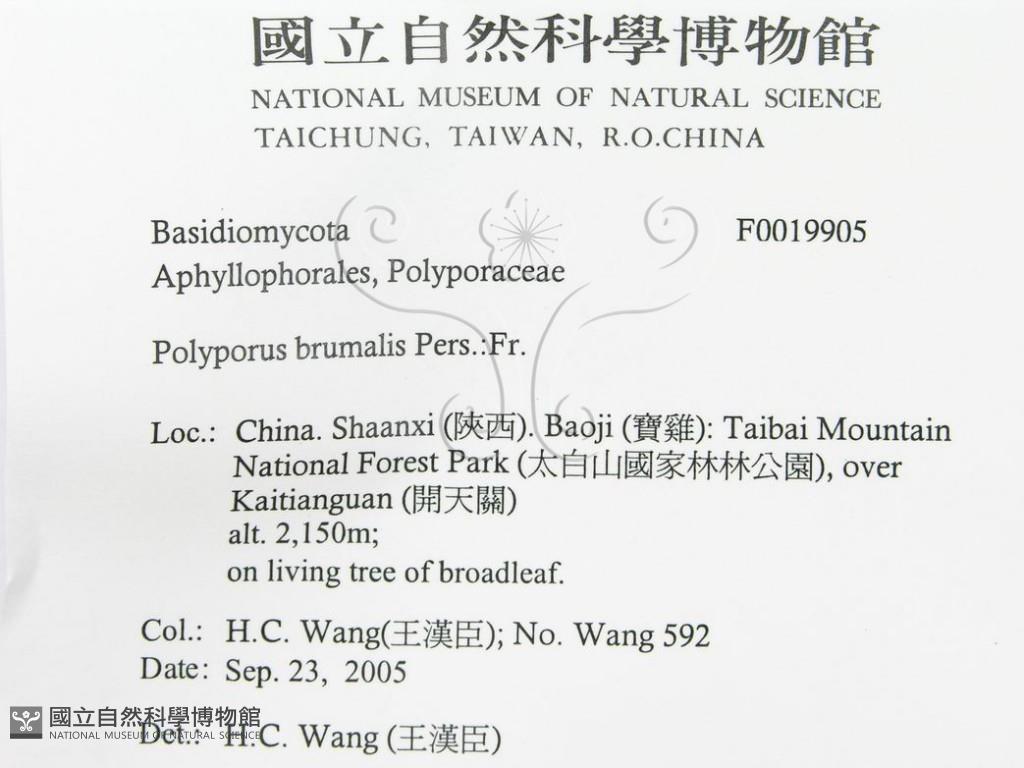 國立自然科學博物館
NATIONAL MUSEUM OF NATURAL SCIENCE
TAICHUNG, TAIWAN, R.O.CHINA
Basidiomycota F0019905
Aphyllophorales, Polyporaceae
Polyporus brumalis Pers.:Fr.
Loc.: China. Shaanxi (陝西). Baoji (寶雞): Taibai Mountain
National Forest Park (太白山國家林林公園), over
Kaitianguan (開天關)
alt. 2,150m;
on living tree of broadleaf.
Col.: H.C. Wang(王漢臣); No. Wang 592
Date: Sep. 23, 2005
Det.: H.C. Wang (王漢臣)
國立自然科學博物館
NATIONAL MUSEUM OF NATURAL SCIENCE